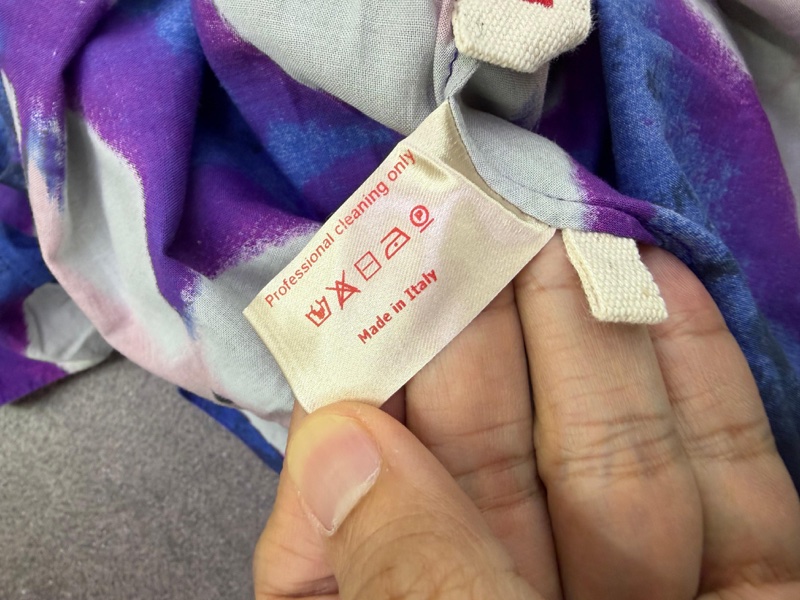 Professional cleaning only
P
Made in Italy